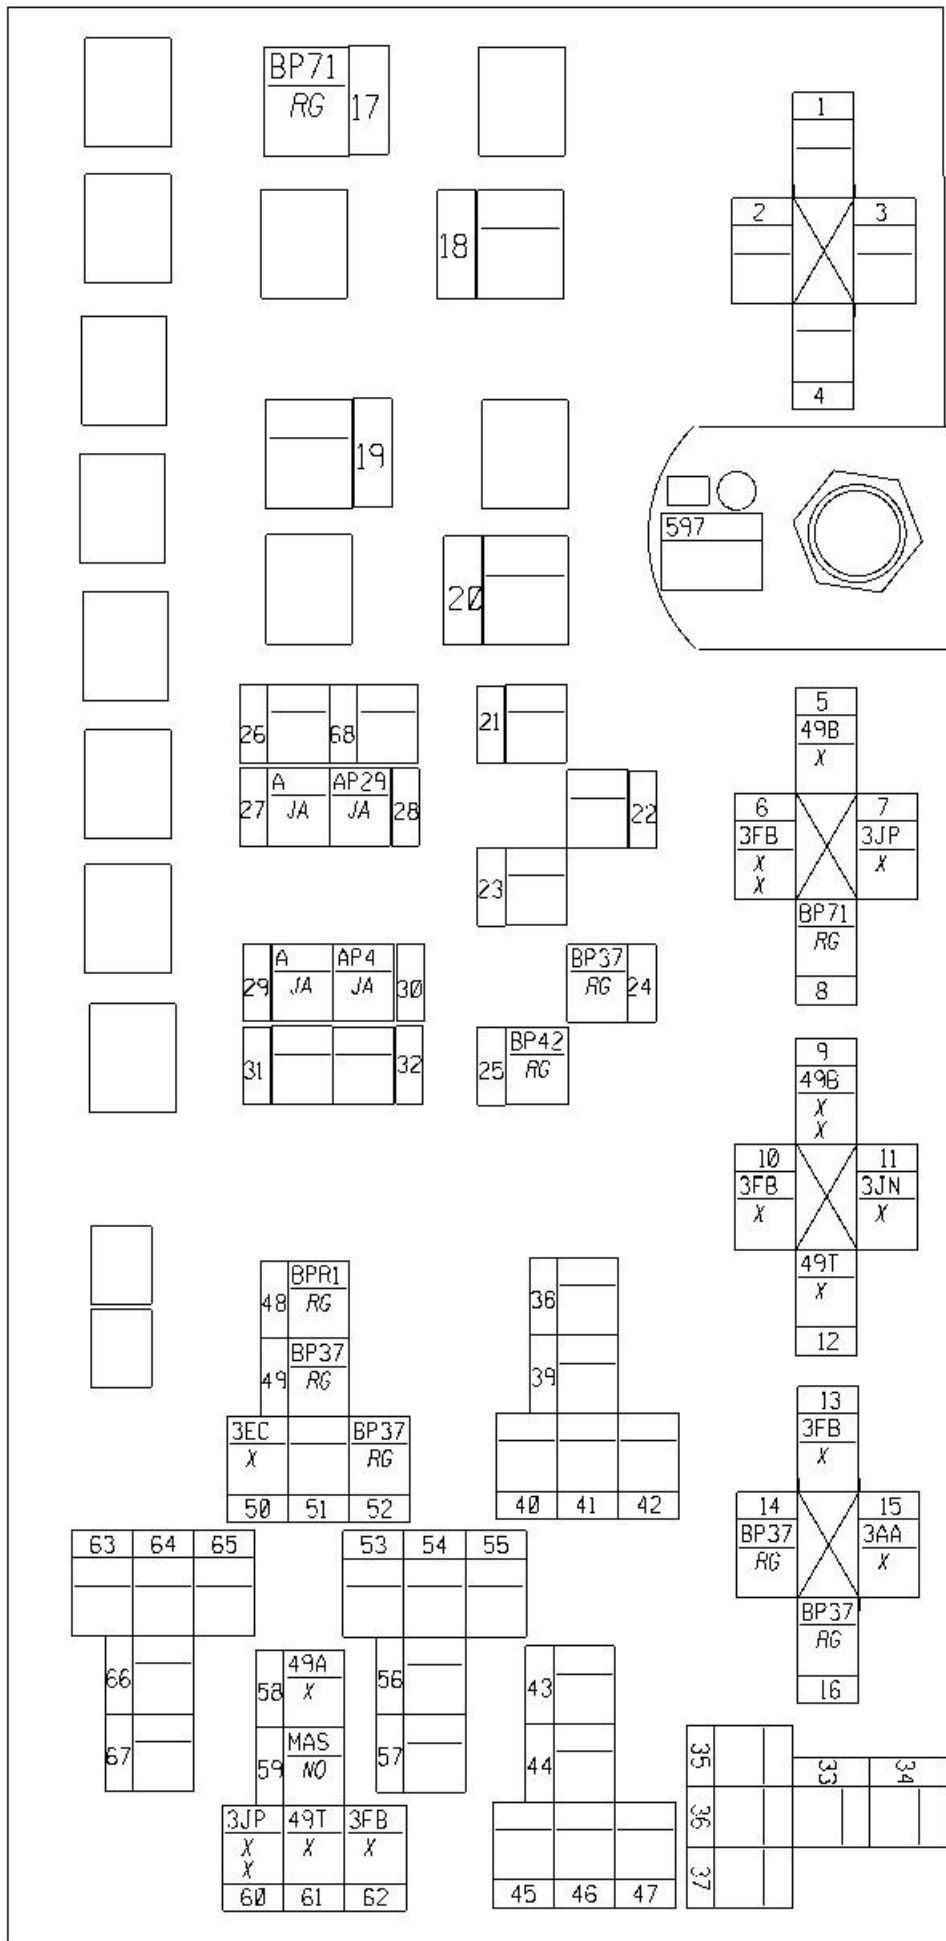 BP71
RG
17
1
2
3
4
18
19
20
597
26
68
21
27
A
JA
AP29
JA
28
22
23
5
49B
X
6
3FB
X
X
7
3JP
X
BP71
RG
8
29
A
JA
AP4
JA
30
BP37
RG
24
31
32
25
BP42
RG
9
49B
X
X
10
3FB
X
11
3JN
X
49T
X
12
48
BPR1
RG
49
BP37
RG
3EC
X
BP37
RG
50
51
52
38
39
40
41
42
13
3FB
X
14
BP37
RG
15
3AA
X
BP37
RG
16
63
64
65
66
67
53
54
55
56
57
58
49A
X
59
MAS
NO
3JP
X
X
49T
X
3FB
X
60
61
62
43
44
45
46
47
35
36
37
33
34